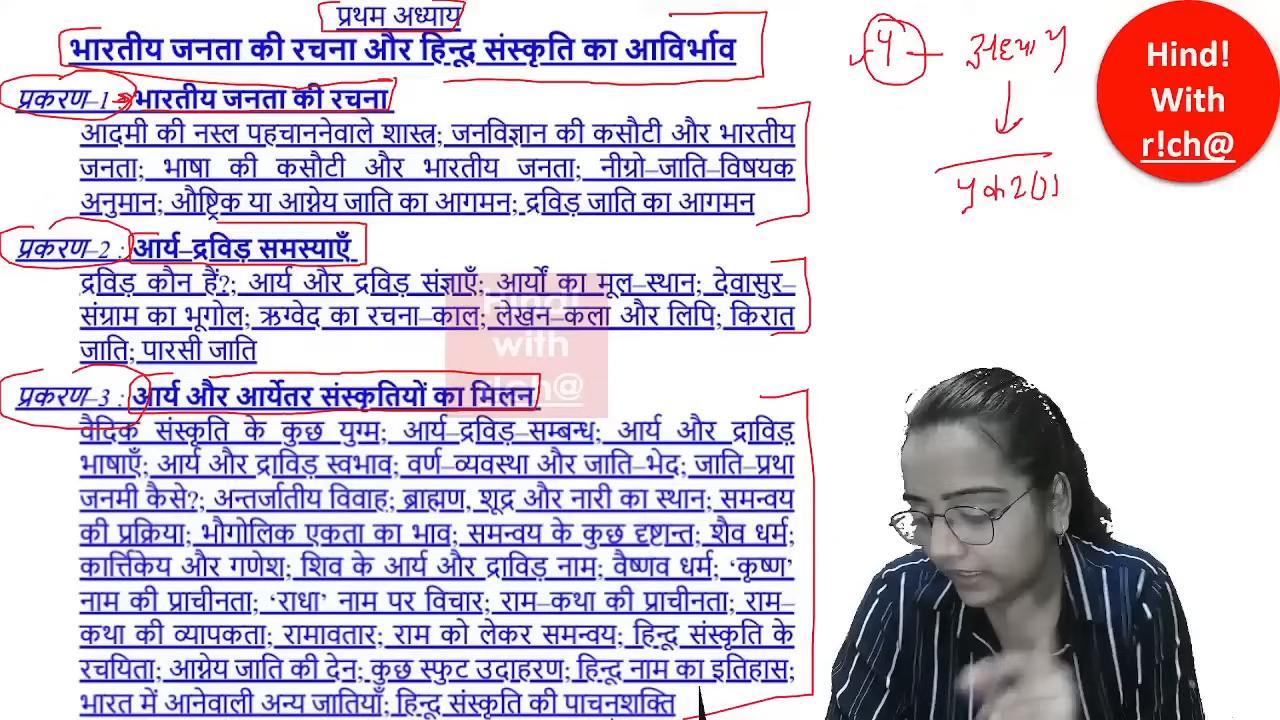 प्रथम अध्याय
भारतीय जनता की रचना और हिन्दू संस्कृति का आविर्भाव
प्रकरण–1 : भारतीय जनता की रचना
आदमी की नस्ल पहचाननेवाले शास्त्र; जनविज्ञान की कसौटी और भारतीय
जनता; भाषा की कसौटी और भारतीय जनता; नीग्रो–जाति–विषयक
अनुमान; औष्ट्रिक या आग्नेय जाति का आगमन; द्रविड़ जाति का आगमन
प्रकरण–2 : आर्य–द्रविड़ समस्याएँ
द्रविड़ कौन हैं?; आर्य और द्रविड़ संज्ञाएँ; आर्यों का मूल–स्थान; देवासुर–
संग्राम का भूगोल; ऋग्वेद का रचना–काल; लेखन–कला और लिपि; किरात
जाति; पारसी जाति
प्रकरण–3 : आर्य और आर्येतर संस्कृतियों का मिलन
वैदिक संस्कृति के कुछ युग्म; आर्य–द्रविड़–सम्बन्ध; आर्य और द्राविड़
भाषाएँ; आर्य और द्राविड़ स्वभाव; वर्ण–व्यवस्था और जाति–भेद; जाति–प्रथा
जनमी कैसे?; अन्तर्जातीय विवाह; ब्राह्मण, शूद्र और नारी का स्थान; समन्वय
की प्रक्रिया; भौगोलिक एकता का भाव; समन्वय के कुछ दृष्टान्त; शैव धर्म;
कार्त्तिकेय और गणेश; शिव के आर्य और द्राविड़ नाम; वैष्णव धर्म; ‘कृष्ण’
नाम की प्राचीनता; ‘राधा’ नाम पर विचार; राम–कथा की प्राचीनता; राम–
कथा की व्यापकता; रामावतार; राम को लेकर समन्वय; हिन्दू संस्कृति के
रचयिता; आग्नेय जाति की देन; कुछ स्फुट उदाहरण; हिन्दू नाम का इतिहास;
भारत में आनेवाली अन्य जातियाँ; हिन्दू संस्कृति की पाचनशक्ति
अध्याय
प्रकरण
Hind!
With
r!ch@
Hind!
with
r!ch@